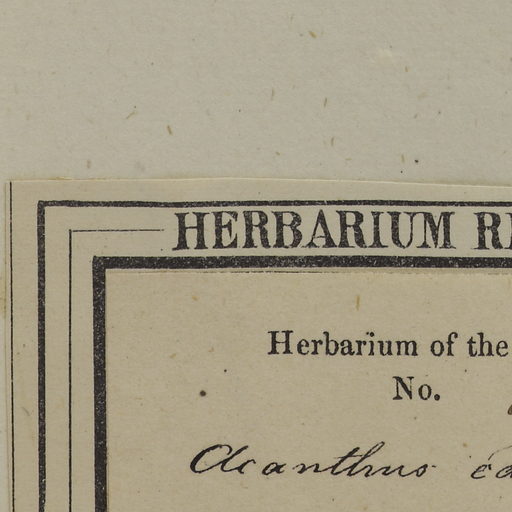 HERBARIUM
Herbarium of the
No.
Acanthus